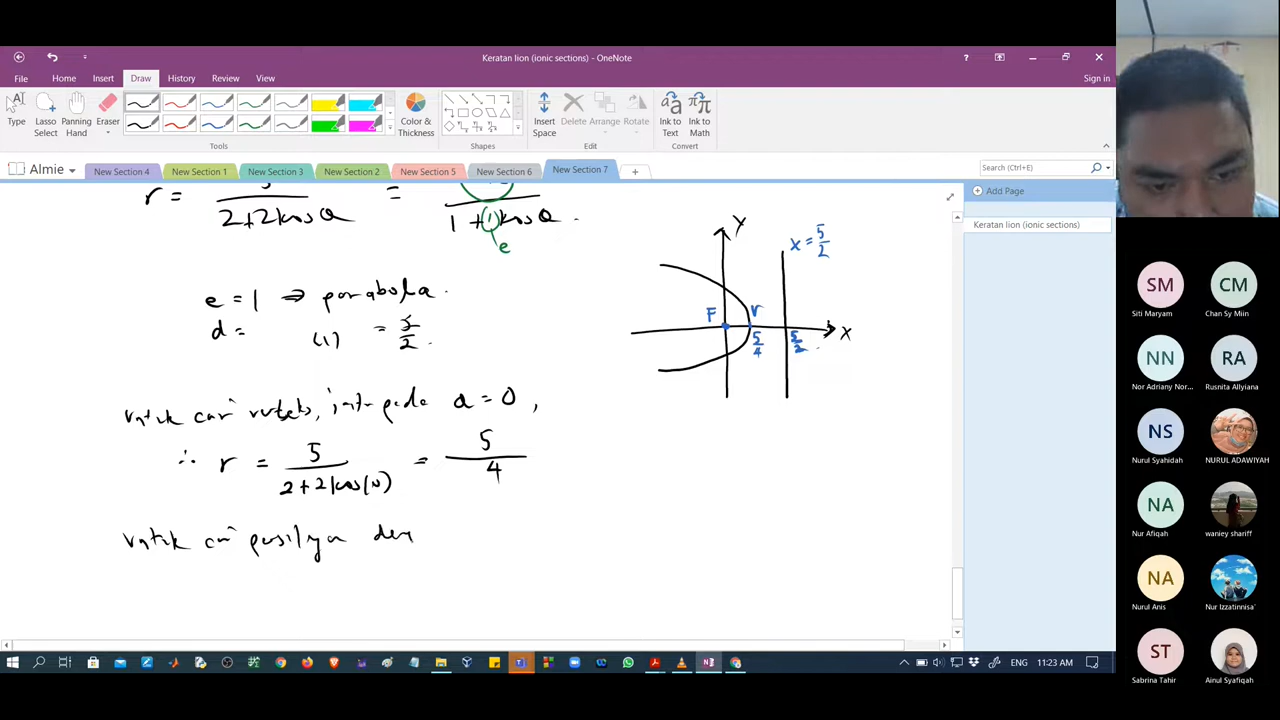 Keratan lion (ionic sections) - OneNote
File Home Insert Draw History Review View
Sign in
Type Lasso Select Panning Hand Eraser Color & Thickness Insert Space Delete Arrange Rotate Ink to Text Ink to Math
Tools Shapes Edit Convert
Almie New Section 4 New Section 1 New Section 3 New Section 2 New Section 5 New Section 6 New Section 7
Search (Ctrl+E)
Add Page
Keratan lion (ionic sections)
r = 2+2kosθ = 1+(1)kosθ
e
e = 1 ⇒ parabola.
d = (1) = 5/2.
untuk cari verteks, iaitu pada θ = 0,
∴ r = 5/(2+2kos(0)) = 5/4
untuk cari
Y
x = 5/2
F V
5/4 5/2
X
SM
Siti Maryam
CM
Chan Sy Miin
NN
Nor Adriany Nor...
RA
Rusnita Allyiana
NS
Nurul Syahidah
NURUL ADAWIYAH
NA
Nur Afiqah
waniey shariff
NA
Nurul Anis
Nur Izzatinnisa'
ST
Sabrina Tahir
Ainul Syafiqah
ENG 11:23 AM